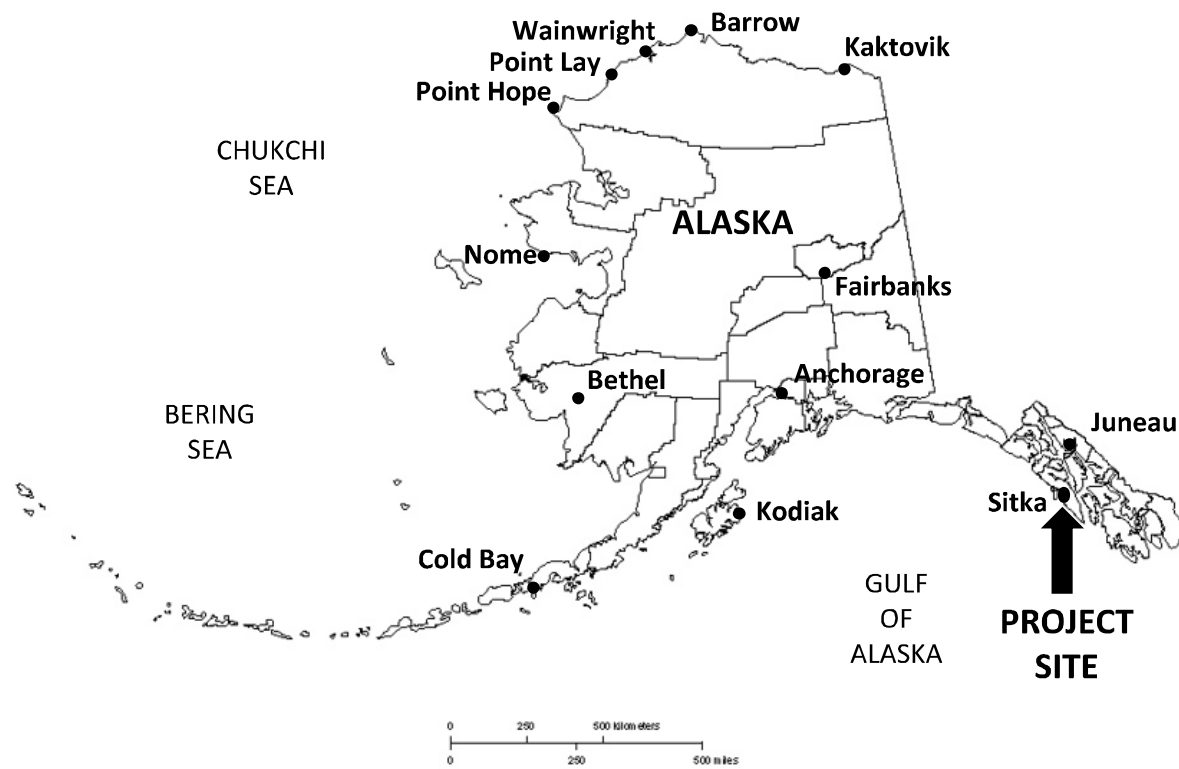 Barrow
Wainwright
Kaktovik
Point Lay
Point Hope
CHUKCHI
SEA
ALASKA
Nome
Fairbanks
Anchorage
Bethel
BERING
SEA
Juneau
Sitka
Kodiak
Cold Bay
GULF
OF
ALASKA
PROJECT
SITE
0 250 500 kilometers
0 250 500 miles